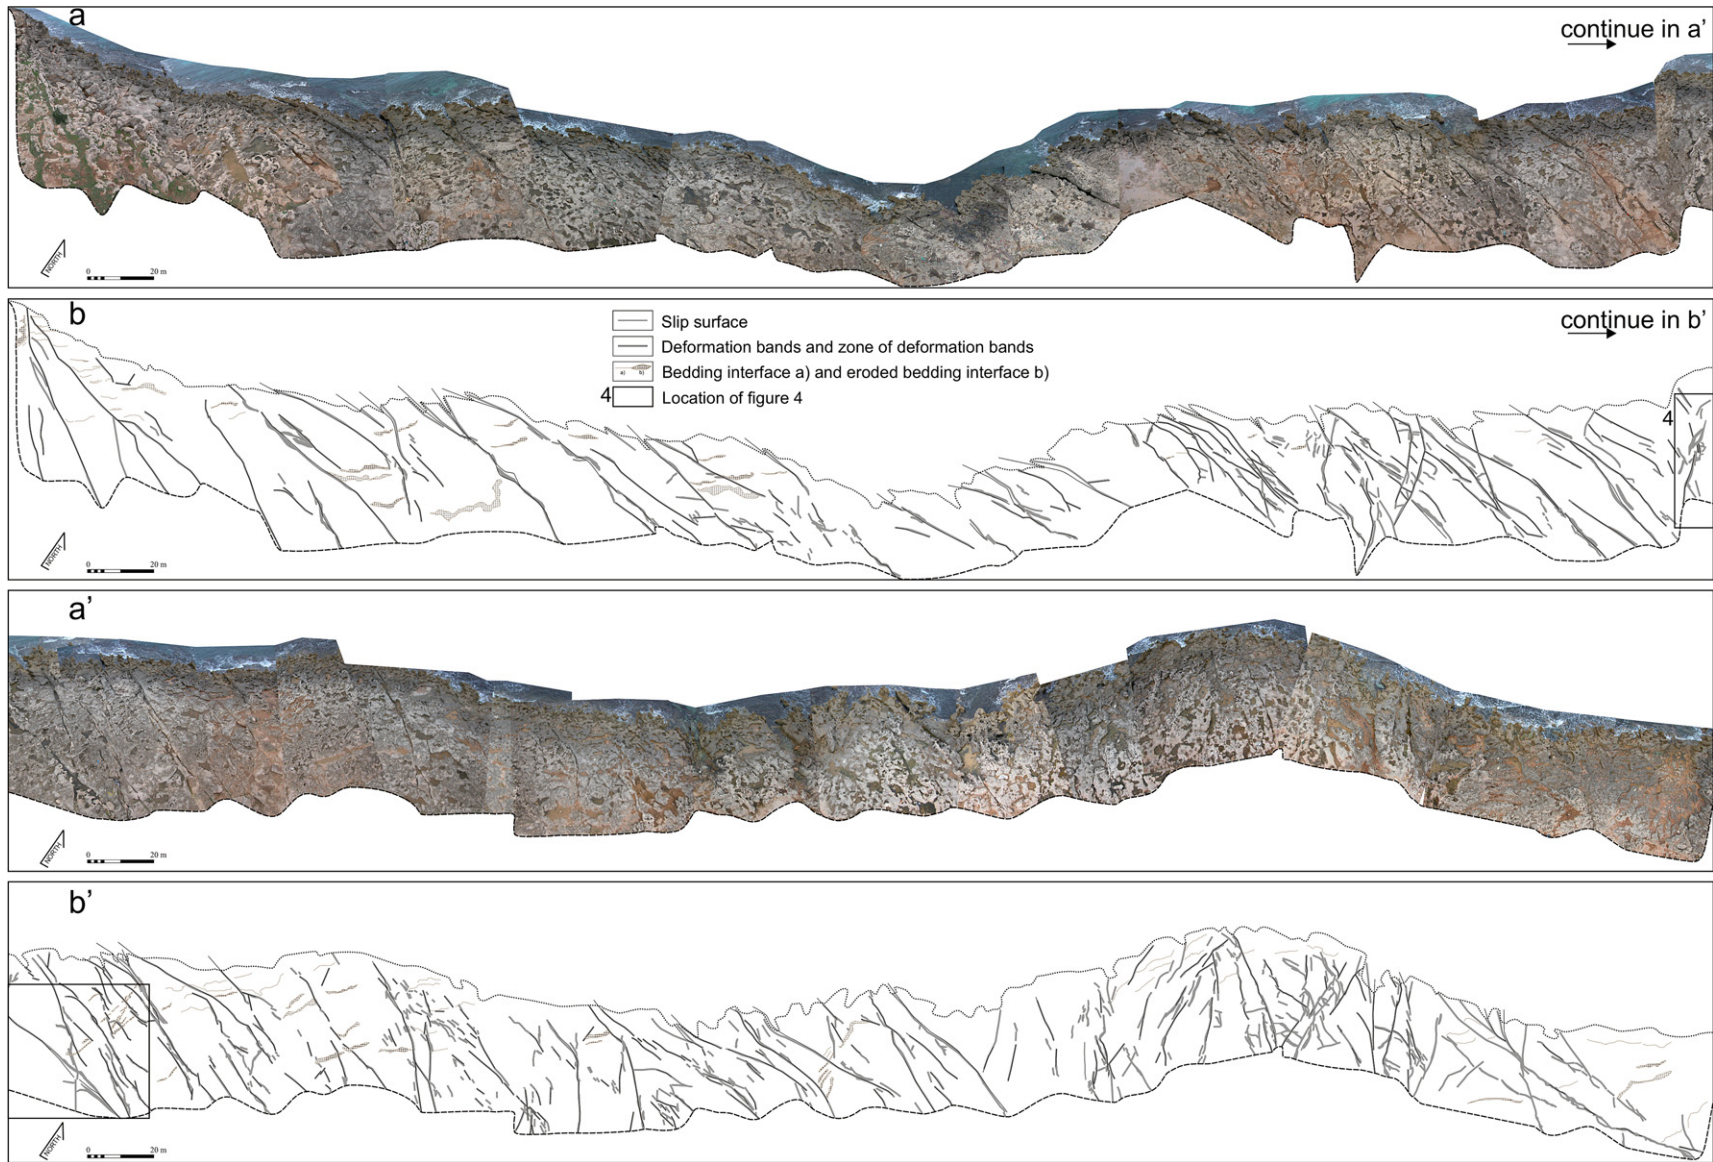 a
continue in a'
NORTH
0 20 m
b
continue in b'
Slip surface
Deformation bands and zone of deformation bands
a) b) Bedding interface a) and eroded bedding interface b)
4 Location of figure 4
4
NORTH
0 20 m
a'
NORTH
0 20 m
b'
NORTH
0 20 m